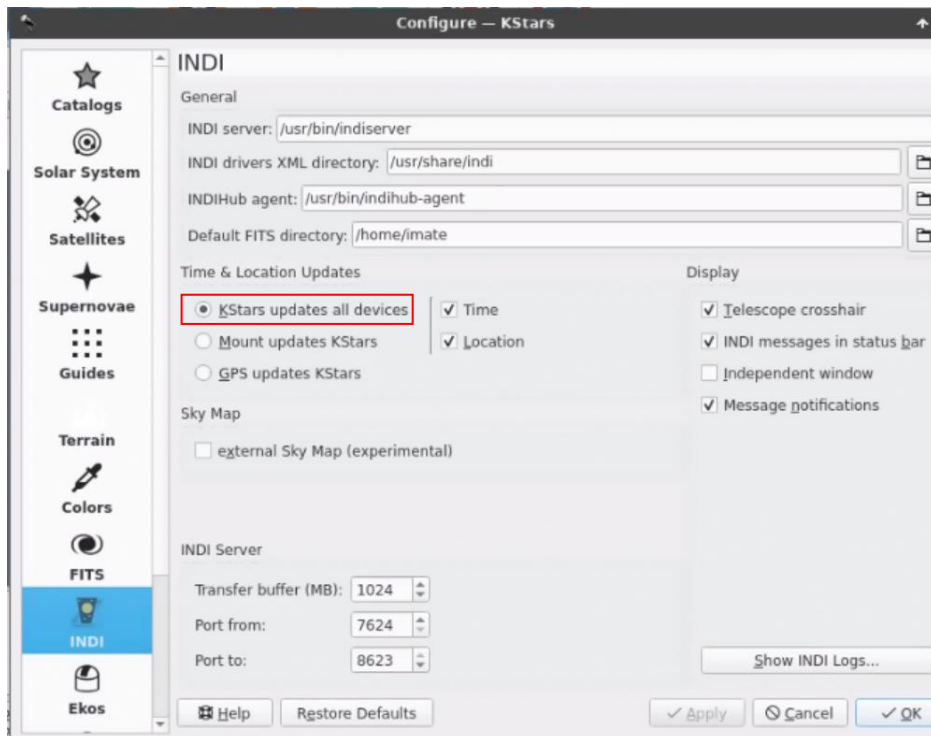 Configure — KStars
Catalogs
Solar System
Satellites
Supernovae
Guides
Terrain
Colors
FITS
INDI
Ekos
INDI
General
INDI server: /usr/bin/indiserver
INDI drivers XML directory: /usr/share/indi
INDIHub agent: /usr/bin/indihub-agent
Default FITS directory: /home/imate
Time & Location Updates
KStars updates all devices
Time
Mount updates KStars
Location
GPS updates KStars
Display
Telescope crosshair
INDI messages in status bar
Independent window
Message notifications
Sky Map
external Sky Map (experimental)
INDI Server
Transfer buffer (MB): 1024
Port from: 7624
Port to: 8623
Show INDI Logs...
Help
Restore Defaults
Apply
Cancel
OK